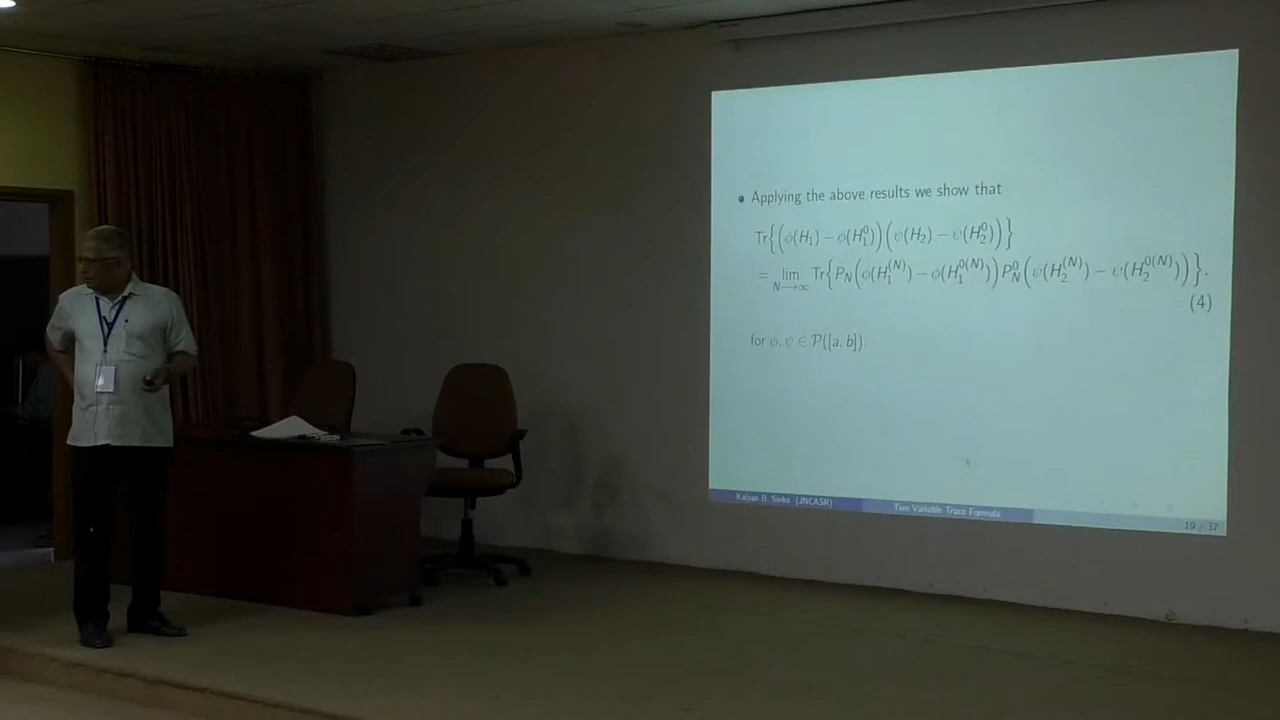 • Applying the above results we show that
Tr{(ϕ(H₁) − ϕ(H₁⁰))(ψ(H₂) − ψ(H₂⁰))}
= lim_{N⟶∞} Tr{P_N(ϕ(H₁^{(N)}) − ϕ(H₁^{0(N)}))P_N^0(ψ(H₂^{(N)}) − ψ(H₂^{0(N)}))}.
(4)
for ϕ, ψ ∈ 𝒫([a, b]).
Kalyan B. Sinha (JNCASR) Two Variable Trace Formula
19 / 37